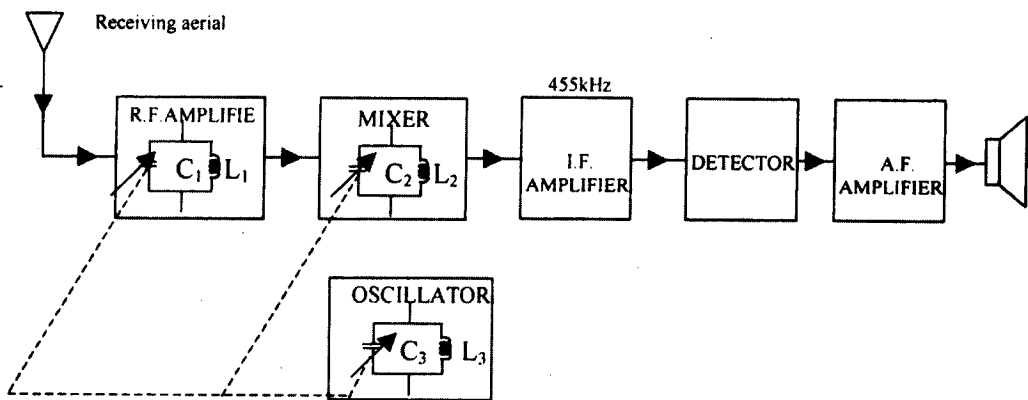 Receiving aerial
455kHz
R.F.AMPLIFIE
C₁ L₁
MIXER
C₂ L₂
I.F.
AMPLIFIER
DETECTOR
A.F.
AMPLIFIER
OSCILLATOR
C₃ L₃